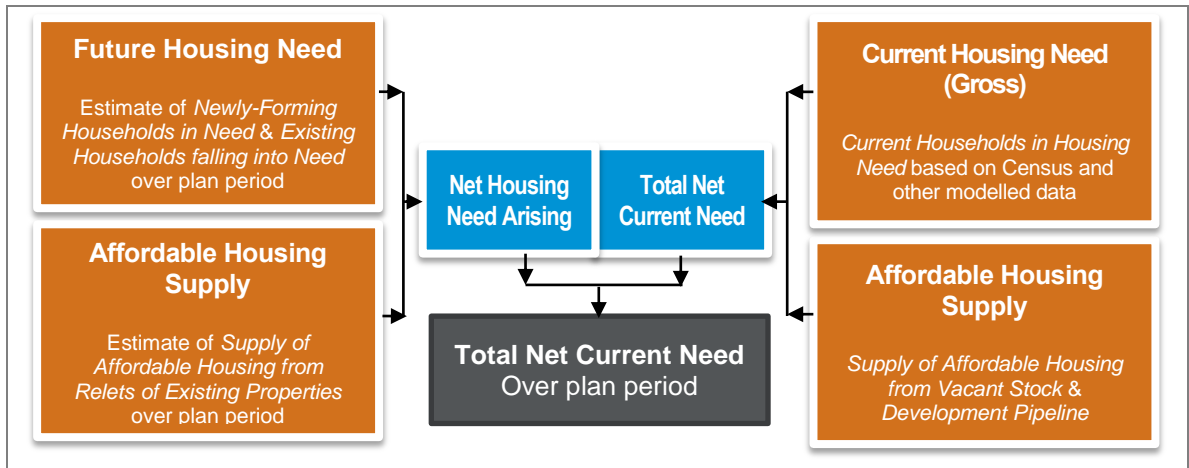 Future Housing Need
Estimate of Newly-Forming
Households in Need & Existing
Households falling into Need
over plan period
Affordable Housing
Supply
Estimate of Supply of
Affordable Housing from
Relets of Existing Properties
over plan period
Net Housing
Need Arising
Total Net
Current Need
Total Net Current Need
Over plan period
Current Housing Need
(Gross)
Current Households in Housing
Need based on Census and
other modelled data
Affordable Housing
Supply
Supply of Affordable Housing
from Vacant Stock &
Development Pipeline